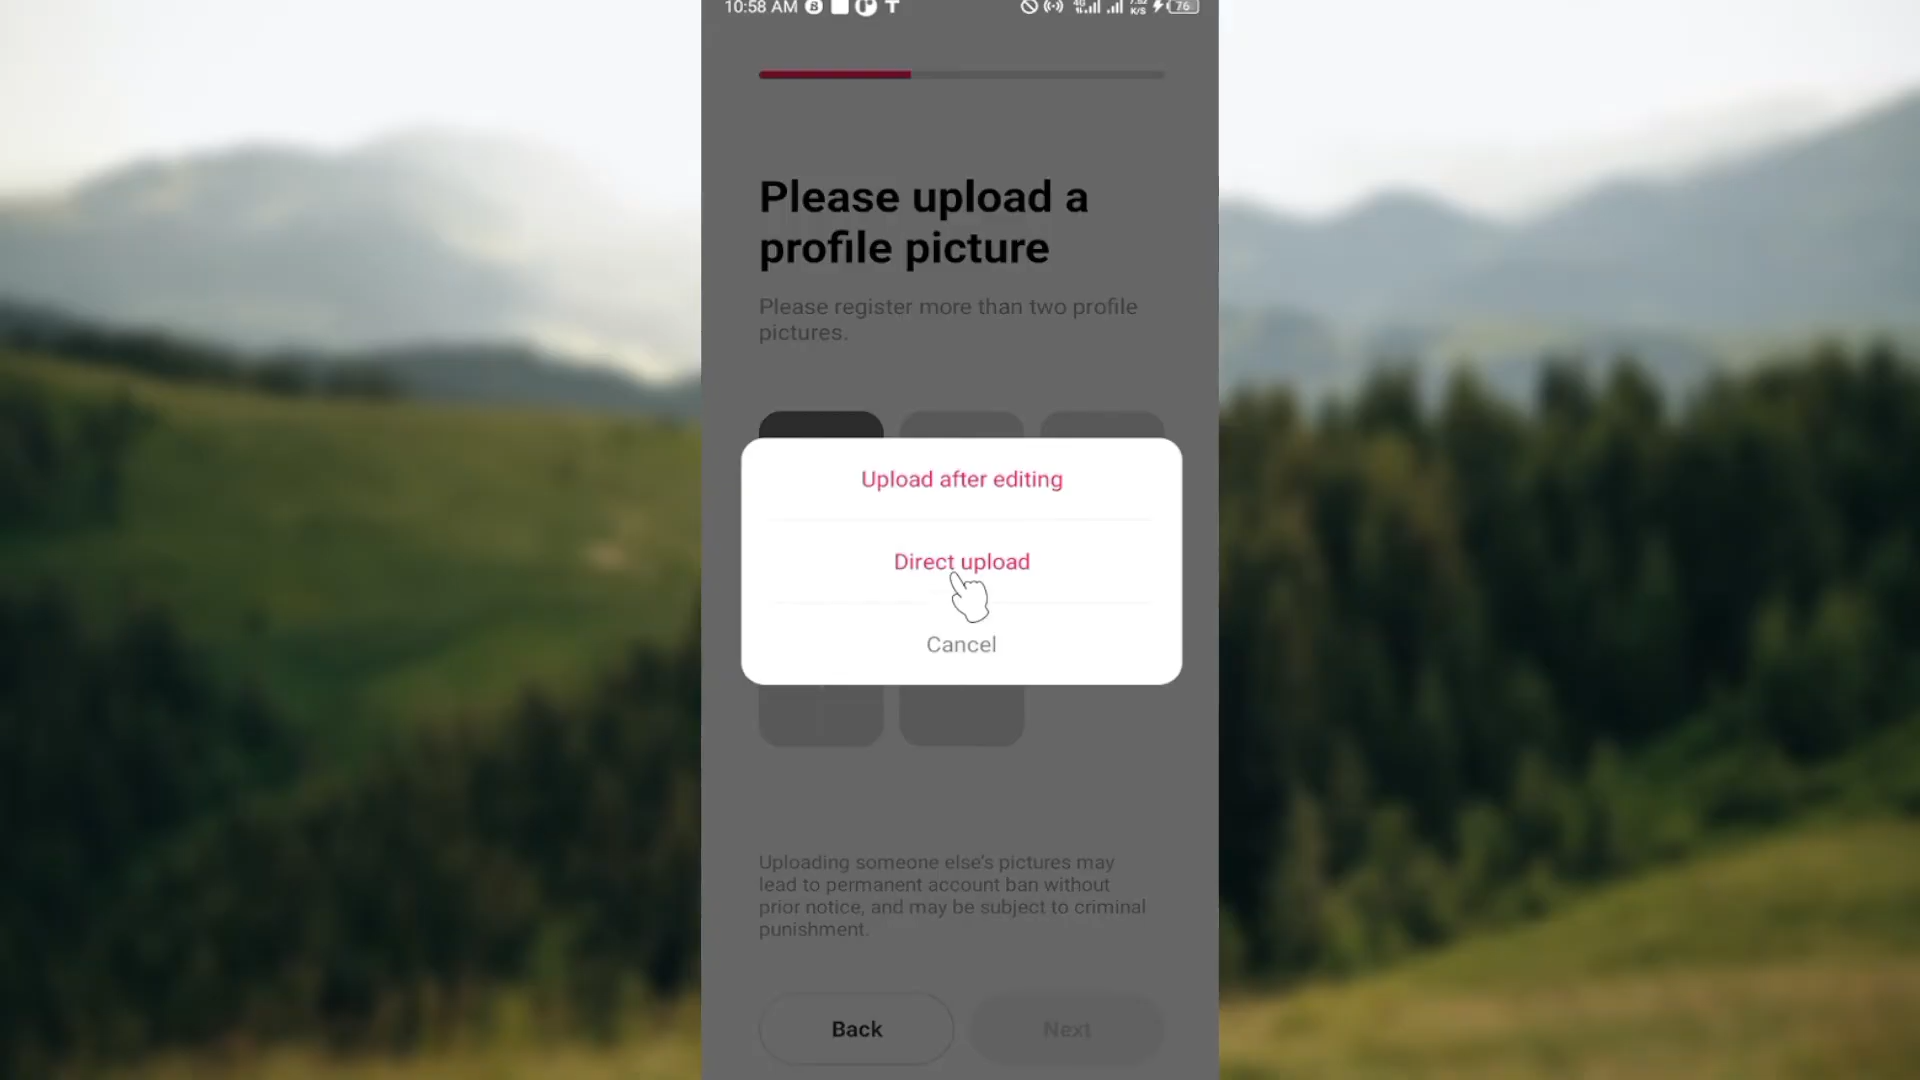 10:58 AM
76
Please upload a
profile picture
Please register more than two profile
pictures.
Upload after editing
Direct upload
Cancel
Uploading someone else's pictures may
lead to permanent account ban without
prior notice, and may be subject to criminal
punishment.
Back
Next